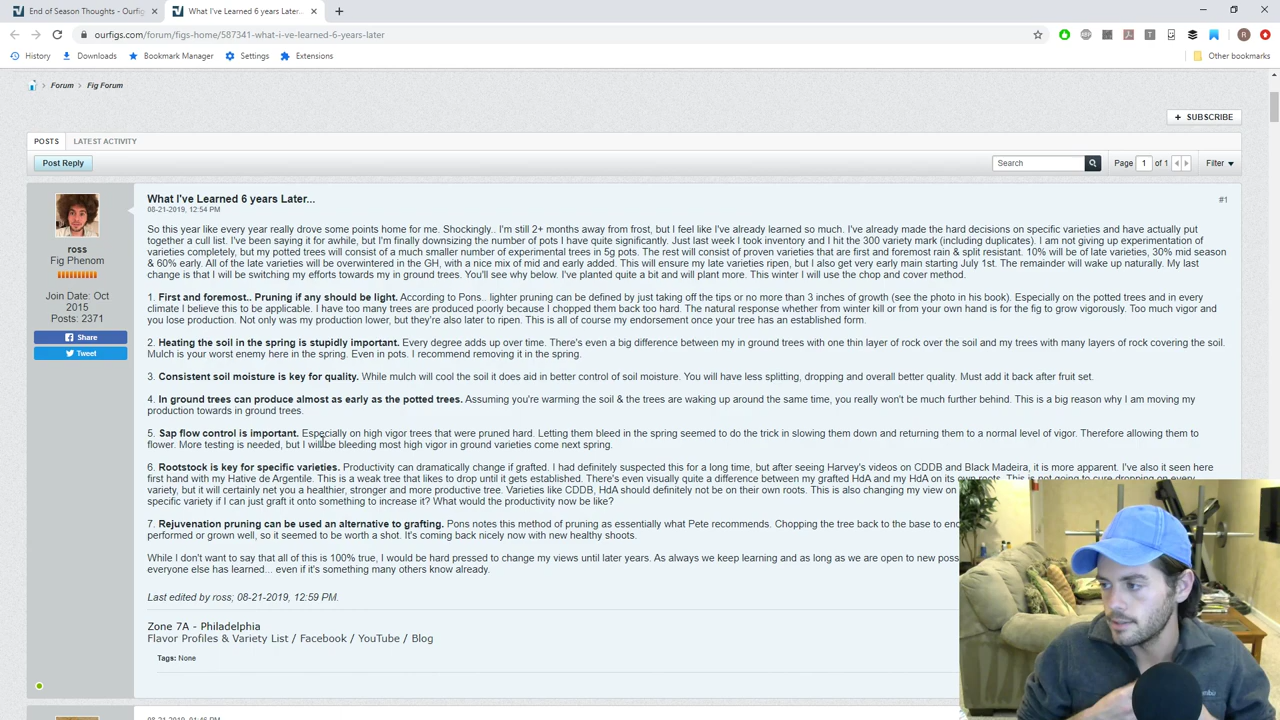 End of Season Thoughts - Ourfig
What I've Learned 6 years Later...
ourfigs.com/forum/figs-home/587341-what-i-ve-learned-6-years-later
History
Downloads
Bookmark Manager
Settings
Extensions
Other bookmarks
Forum > Fig Forum
+ SUBSCRIBE
POSTS
LATEST ACTIVITY
Post Reply
Search
Page 1 of 1
Filter
What I've Learned 6 years Later...
#1
08-21-2019, 12:54 PM
ross
Fig Phenom
Join Date: Oct
2015
Posts: 2371
Share
Tweet
So this year like every year really drove some points home for me. Shockingly.. I'm still 2+ months away from frost, but I feel like I've already learned so much. I've already made the hard decisions on specific varieties and have actually put
together a cull list. I've been saying it for awhile, but I'm finally downsizing the number of pots I have quite significantly. Just last week I took inventory and I hit the 300 variety mark (including duplicates). I am not giving up experimentation of
varieties completely, but my potted trees will consist of a much smaller number of experimental trees in 5g pots. The rest will consist of proven varieties that are first and foremost rain & split resistant. 10% will be of late varieties, 30% mid season
& 60% early. All of the late varieties will be overwintered in the GH, with a nice mix of mid and early added. This will ensure my late varieties ripen, but I also get very early main starting July 1st. The remainder will wake up naturally. My last
change is that I will be switching my efforts towards my in ground trees. You'll see why below. I've planted quite a bit and will plant more. This winter I will use the chop and cover method.
1. First and foremost.. Pruning if any should be light. According to Pons.. lighter pruning can be defined by just taking off the tips or no more than 3 inches of growth (see the photo in his book). Especially on the potted trees and in every
climate I believe this to be applicable. I have too many trees are produced poorly because I chopped them back too hard. The natural response whether from winter kill or from your own hand is for the fig to grow vigorously. Too much vigor and
you lose production. Not only was my production lower, but they're also later to ripen. This is all of course my endorsement once your tree has an established form.
2. Heating the soil in the spring is stupidly important. Every degree adds up over time. There's even a big difference between my in ground trees with one thin layer of rock over the soil and my trees with many layers of rock covering the soil.
Mulch is your worst enemy here in the spring. Even in pots. I recommend removing it in the spring.
3. Consistent soil moisture is key for quality. While mulch will cool the soil it does aid in better control of soil moisture. You will have less splitting, dropping and overall better quality. Must add it back after fruit set.
4. In ground trees can produce almost as early as the potted trees. Assuming you're warming the soil & the trees are waking up around the same time, you really won't be much further behind. This is a big reason why I am moving my
production towards in ground trees.
5. Sap flow control is important. Especially on high vigor trees that were pruned hard. Letting them bleed in the spring seemed to do the trick in slowing them down and returning them to a normal level of vigor. Therefore allowing them to
flower. More testing is needed, but I will be bleeding most high vigor in ground varieties come next spring.
6. Rootstock is key for specific varieties. Productivity can dramatically change if grafted. I had definitely suspected this for a long time, but after seeing Harvey's videos on CDDB and Black Madeira, it is more apparent. I've also it seen here
first hand with my Hative de Argentile. This is a weak tree that likes to drop until it gets established. There's even visually quite a difference between my grafted HdA and my HdA on its own roots. This is not going to cure dropping on every
variety, but it will certainly net you a healthier, stronger and more productive tree. Varieties like CDDB, HdA should definitely not be on their own roots. This is also changing my view on
specific variety if I can just graft it onto something to increase it? What would the productivity now be like?
7. Rejuvenation pruning can be used an alternative to grafting. Pons notes this method of pruning as essentially what Pete recommends. Chopping the tree back to the base to
performed or grown well, so it seemed to be worth a shot. It's coming back nicely now with new healthy shoots.
While I don't want to say that all of this is 100% true, I would be hard pressed to change my views until later years. As always we keep learning and as long as we are open to new
everyone else has learned... even if it's something many others know already.
Last edited by ross; 08-21-2019, 12:59 PM.
Zone 7A - Philadelphia
Flavor Profiles & Variety List / Facebook / YouTube / Blog
Tags: None
08-21-2019, 01:46 PM